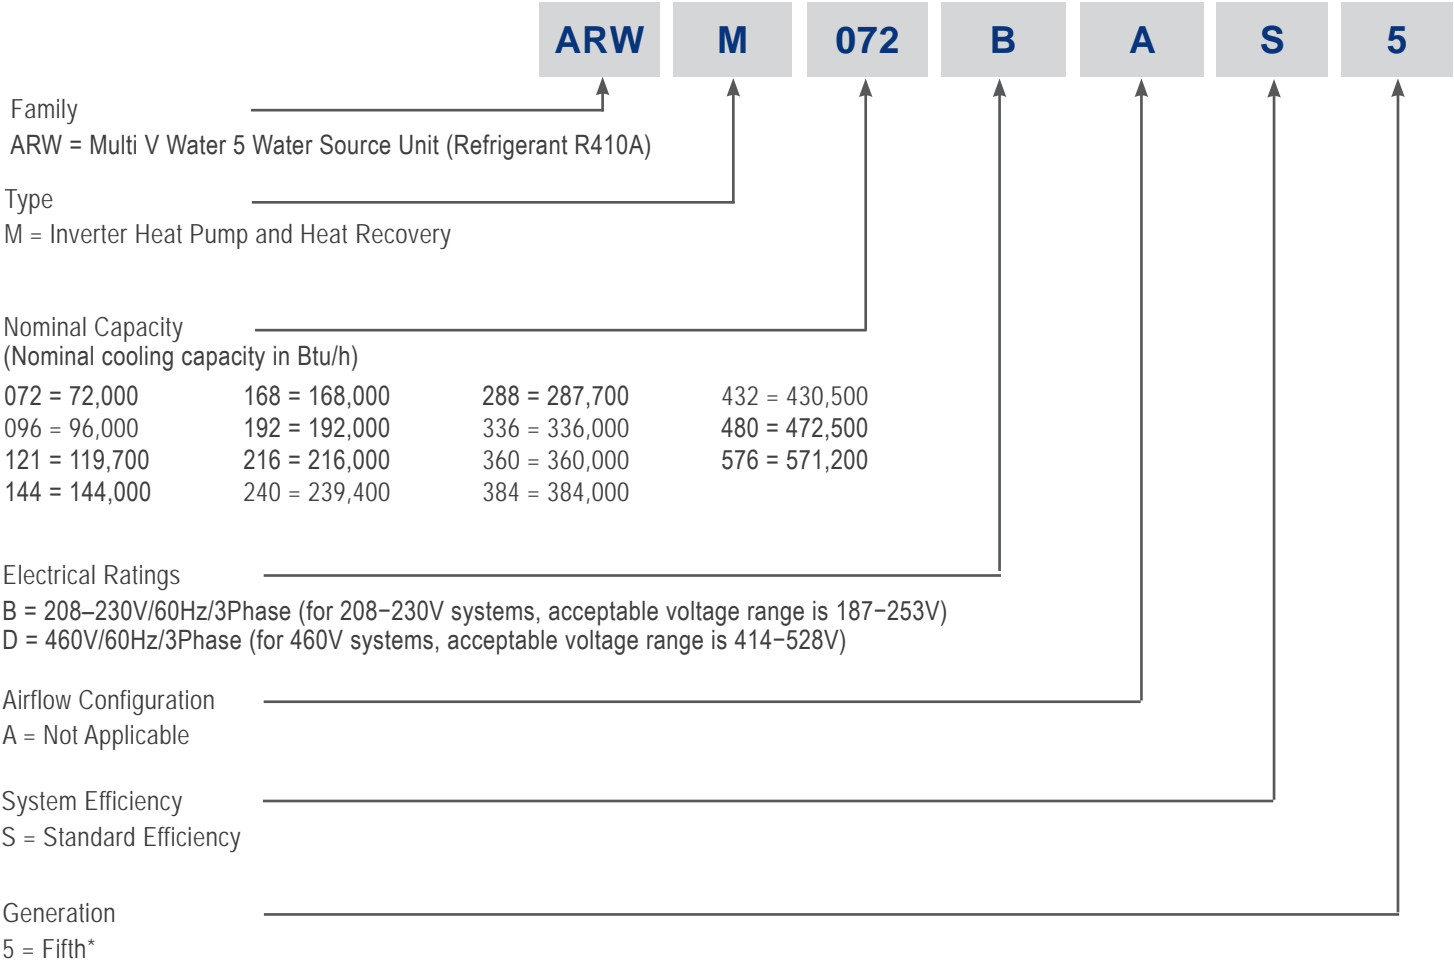 ARW M 072 B A S 5
Family
ARW = Multi V Water 5 Water Source Unit (Refrigerant R410A)
Type
M = Inverter Heat Pump and Heat Recovery
Nominal Capacity
(Nominal cooling capacity in Btu/h)
072 = 72,000 168 = 168,000 288 = 287,700 432 = 430,500
096 = 96,000 192 = 192,000 336 = 336,000 480 = 472,500
121 = 119,700 216 = 216,000 360 = 360,000 576 = 571,200
144 = 144,000 240 = 239,400 384 = 384,000
Electrical Ratings
B = 208–230V/60Hz/3Phase (for 208−230V systems, acceptable voltage range is 187−253V)
D = 460V/60Hz/3Phase (for 460V systems, acceptable voltage range is 414−528V)
Airflow Configuration
A = Not Applicable
System Efficiency
S = Standard Efficiency
Generation
5 = Fifth*